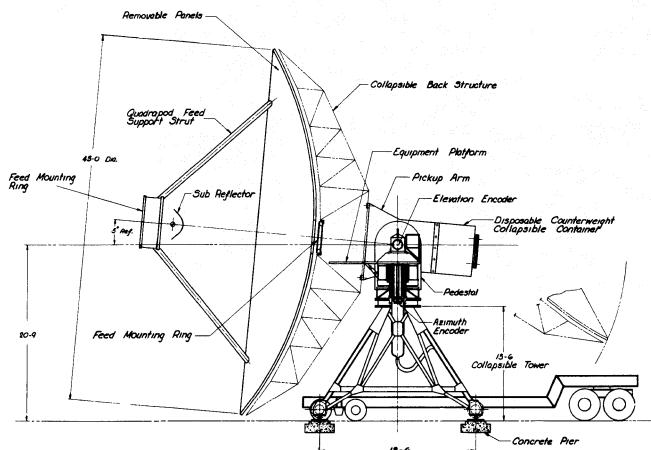 Removable Panels
Collapsible Back Structure
Quadrapod Feed
Support Strut
48-0 Dia.
Equipment Platform
Feed Mounting
Ring
Pickup Arm
Sub Reflector
Elevation Encoder
Disposable Counterweight
Collapsible Container
5° Ref.
Pedestal
Feed Mounting Ring
Azimuth
Encoder
20-9
13-6
Collapsible Tower
Concrete Pier